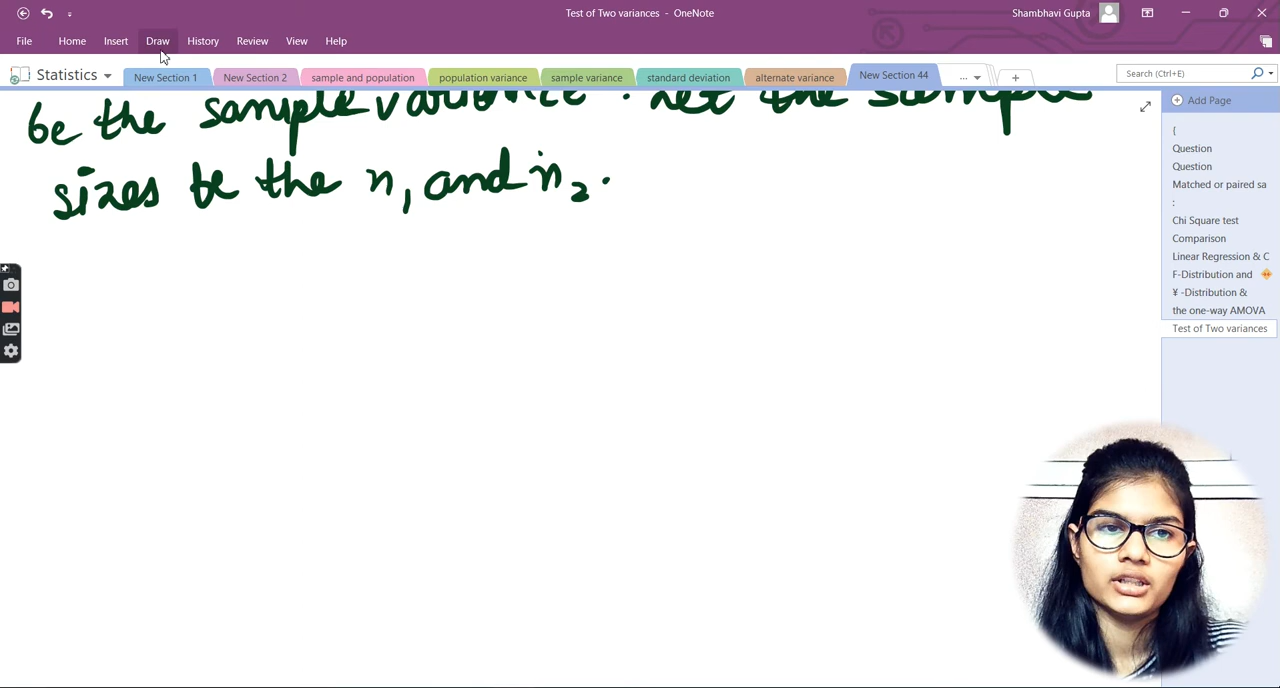 Test of Two variances - OneNote
Shambhavi Gupta
File Home Insert Draw History Review View Help
Statistics
New Section 1
New Section 2
sample and population
population variance
sample variance
standard deviation
alternate variance
New Section 44
...
+
Search (Ctrl+E)
be the sample variance. Let the sample
sizes be the n1 and n2.
Add Page
{
Question
Question
Matched or paired sa
:
Chi Square test
Comparison
Linear Regression & C
F-Distribution and
¥ -Distribution &
the one-way AMOVA
Test of Two variances